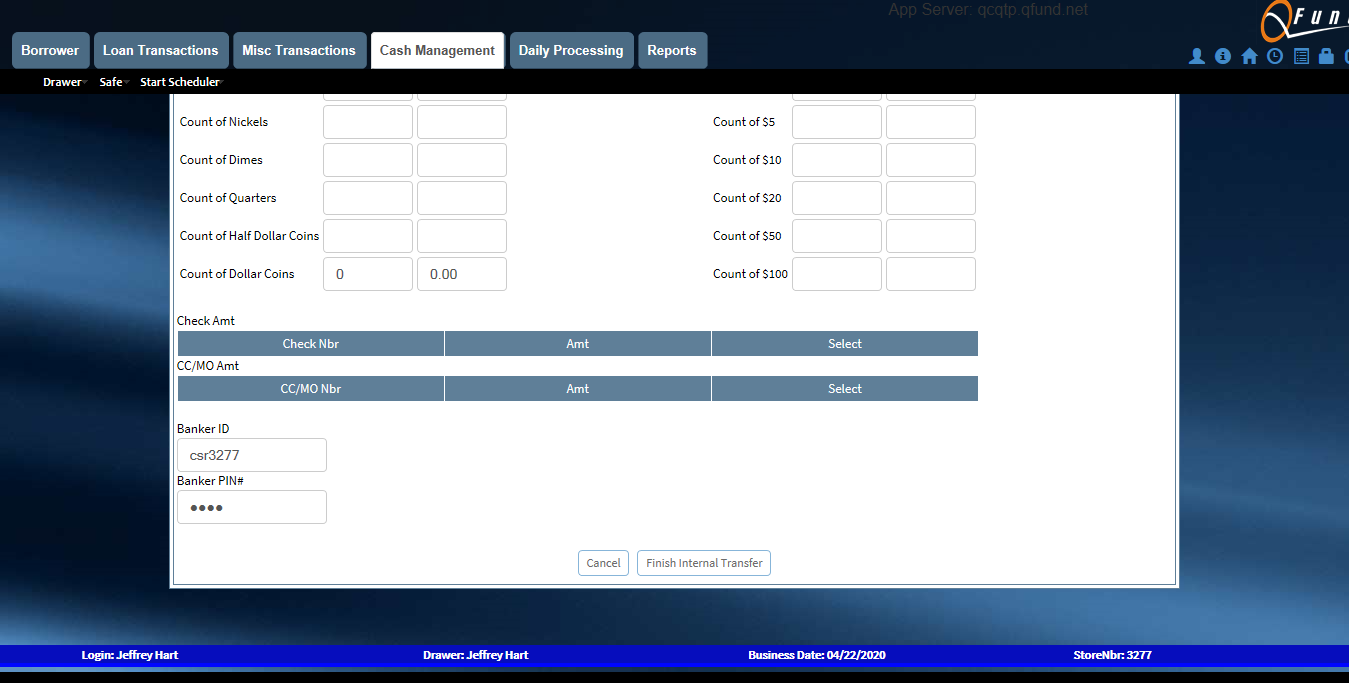 App Server: qcqtp.qfund.net
QFun
Borrower Loan Transactions Misc Transactions Cash Management Daily Processing Reports
Drawer Safe Start Scheduler
Count of Nickels Count of $5
Count of Dimes Count of $10
Count of Quarters Count of $20
Count of Half Dollar Coins Count of $50
Count of Dollar Coins 0 0.00 Count of $100
Check Amt
Check Nbr Amt Select
CC/MO Amt
CC/MO Nbr Amt Select
Banker ID
csr3277
Banker PIN#
••••
Cancel Finish Internal Transfer
Login: Jeffrey Hart Drawer: Jeffrey Hart Business Date: 04/22/2020 StoreNbr: 3277